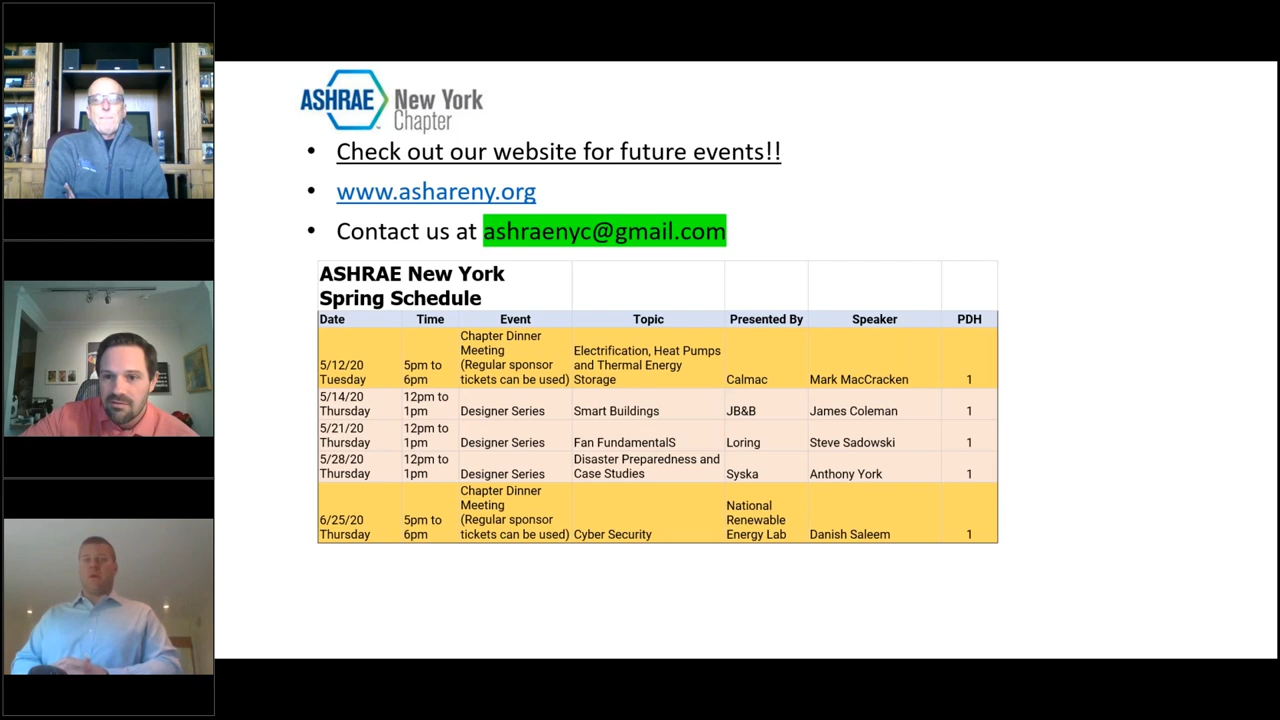 ASHRAE New York
Chapter
• Check out our website for future events!!
• www.ashareny.org
• Contact us at ashraenyc@gmail.com
ASHRAE New York
Spring Schedule
Date Time Event Topic Presented By Speaker PDH
5/12/20 Tuesday 5pm to 6pm Chapter Dinner Meeting (Regular sponsor tickets can be used) Electrification, Heat Pumps and Thermal Energy Storage Calmac Mark MacCracken 1
5/14/20 Thursday 12pm to 1pm Designer Series Smart Buildings JB&B James Coleman 1
5/21/20 Thursday 12pm to 1pm Designer Series Fan FundamentalS Loring Steve Sadowski 1
5/28/20 Thursday 12pm to 1pm Designer Series Disaster Preparedness and Case Studies Syska Anthony York 1
6/25/20 Thursday 5pm to 6pm Chapter Dinner Meeting (Regular sponsor tickets can be used) Cyber Security National Renewable Energy Lab Danish Saleem 1